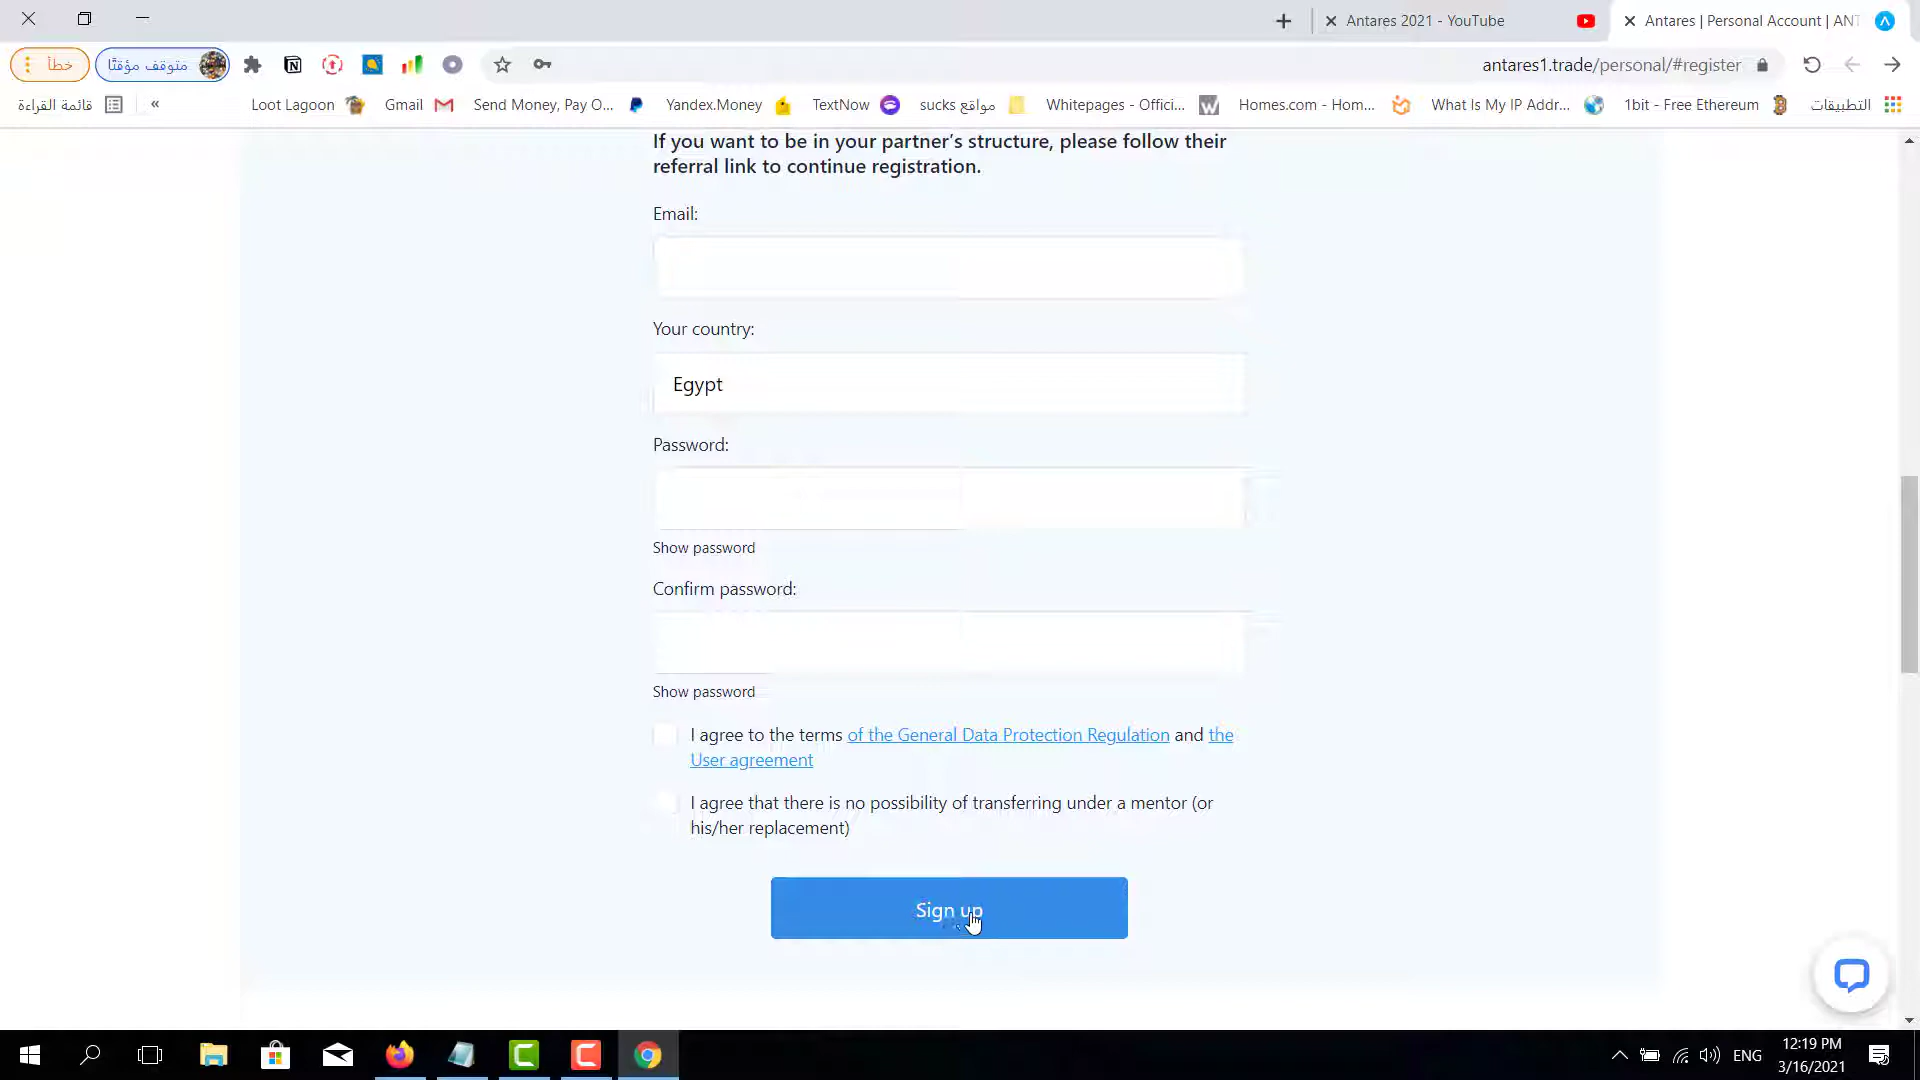 Antares 2021 - YouTube
Antares | Personal Account | ANT
خطأ
متوقف مؤقتًا
antares1.trade/personal/#register
قائمة القراءة
«
Loot Lagoon
Gmail
Send Money, Pay O...
Yandex.Money
TextNow
مواقع sucks
Whitepages - Offici...
Homes.com - Hom...
What Is My IP Addr...
1bit - Free Ethereum
التطبيقات
If you want to be in your partner’s structure, please follow their
referral link to continue registration.
Email:
Your country:
Egypt
Password:
Show password
Confirm password:
Show password
I agree to the terms of the General Data Protection Regulation and the
User agreement
I agree that there is no possibility of transferring under a mentor (or
his/her replacement)
Sign up
ENG
12:19 PM
3/16/2021